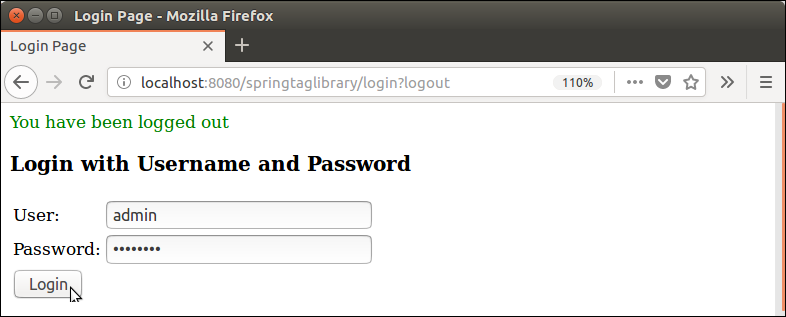 Login Page - Mozilla Firefox
Login Page
localhost:8080/springtaglibrary/login?logout 110%
You have been logged out
Login with Username and Password
User: admin
Password: ••••••••
Login